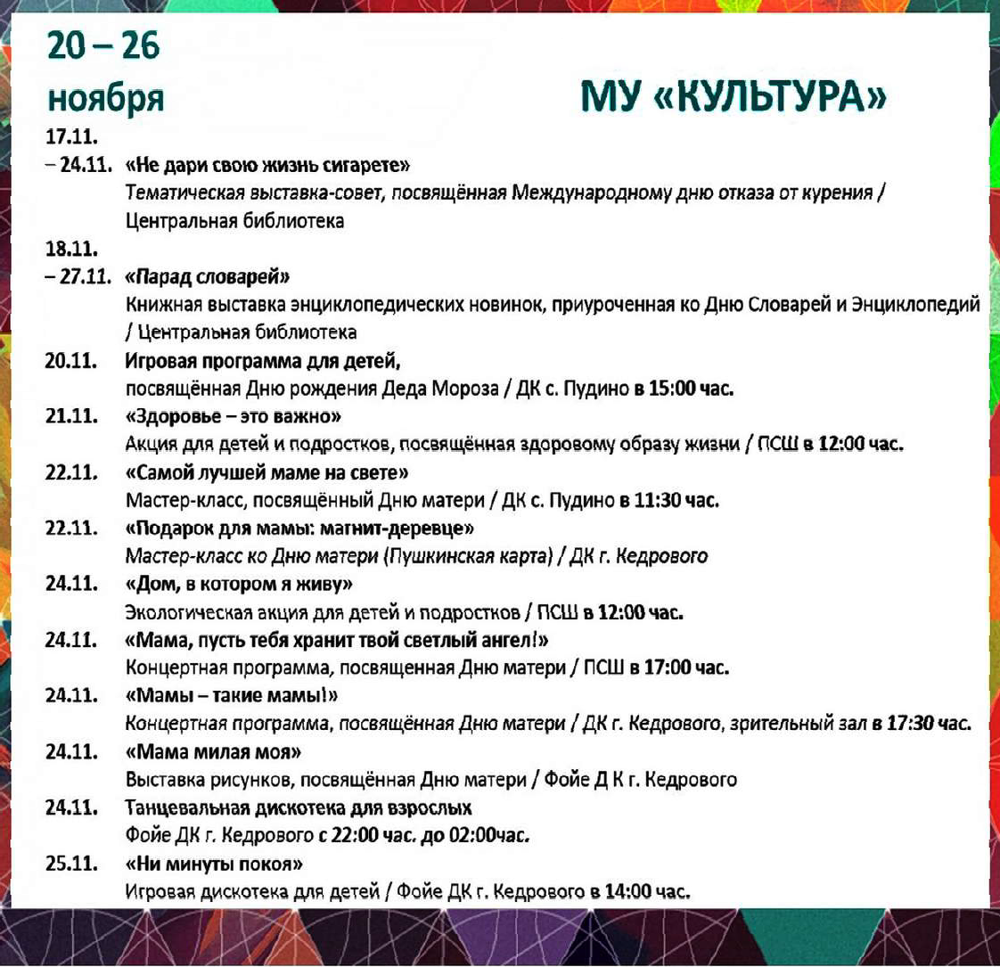 20 – 26
ноября
МУ «КУЛЬТУРА»
17.11.
– 24.11. «Не дари свою жизнь сигарете»
Тематическая выставка-совет, посвящённая Международному дню отказа от курения /
Центральная библиотека
18.11.
– 27.11. «Парад словарей»
Книжная выставка энциклопедических новинок, приуроченная ко Дню Словарей и Энциклопедий
/ Центральная библиотека
20.11. Игровая программа для детей,
посвящённая Дню рождения Деда Мороза / ДК с. Пудино в 15:00 час.
21.11. «Здоровье – это важно»
Акция для детей и подростков, посвящённая здоровому образу жизни / ПСШ в 12:00 час.
22.11. «Самой лучшей маме на свете»
Мастер-класс, посвящённый Дню матери / ДК с. Пудино в 11:30 час.
22.11. «Подарок для мамы: магнит-деревце»
Мастер-класс ко Дню матери (Пушкинская карта) / ДК г. Кедрового
24.11. «Дом, в котором я живу»
Экологическая акция для детей и подростков / ПСШ в 12:00 час.
24.11. «Мама, пусть тебя хранит твой светлый ангел!»
Концертная программа, посвященная Дню матери / ПСШ в 17:00 час.
24.11. «Мамы – такие мамы!»
Концертная программа, посвящённая Дню матери / ДК г. Кедрового, зрительный зал в 17:30 час.
24.11. «Мама милая моя»
Выставка рисунков, посвящённая Дню матери / Фойе Д К г. Кедрового
24.11. Танцевальная дискотека для взрослых
Фойе ДК г. Кедрового с 22:00 час. до 02:00час.
25.11. «Ни минуты покоя»
Игровая дискотека для детей / Фойе ДК г. Кедрового в 14:00 час.